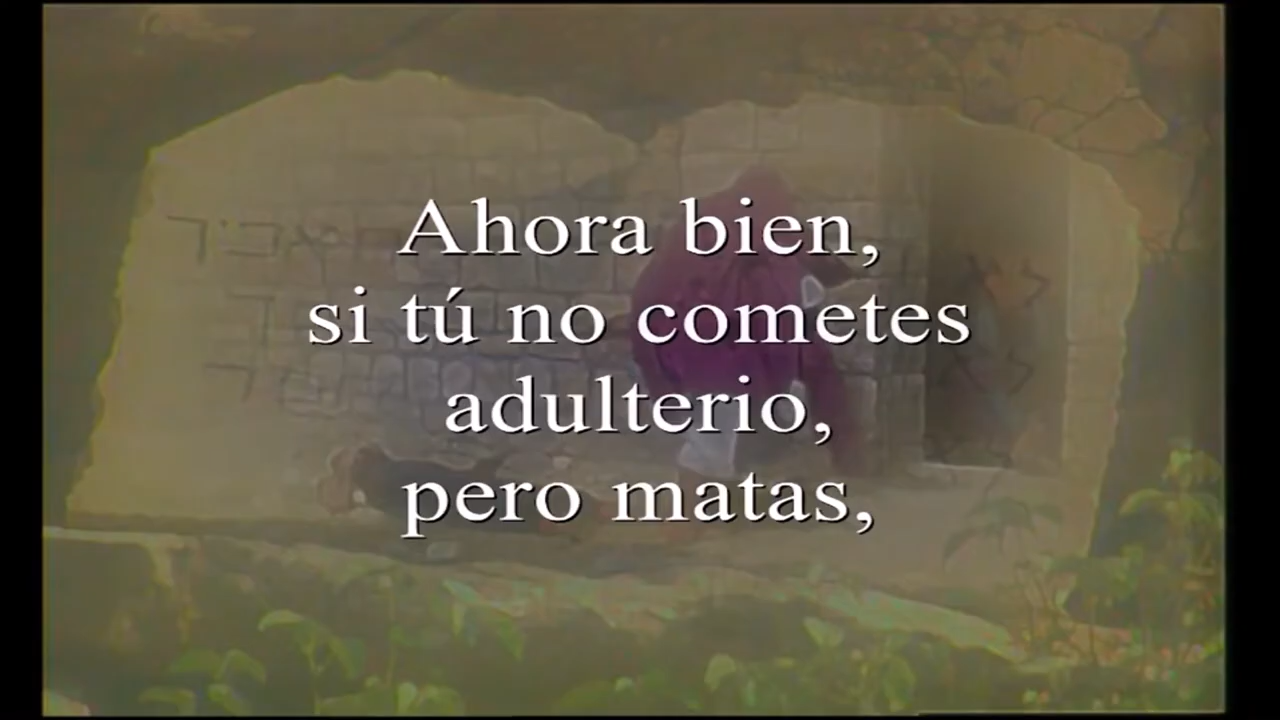 Ahora bien,
si tú no cometes
adulterio,
pero matas,